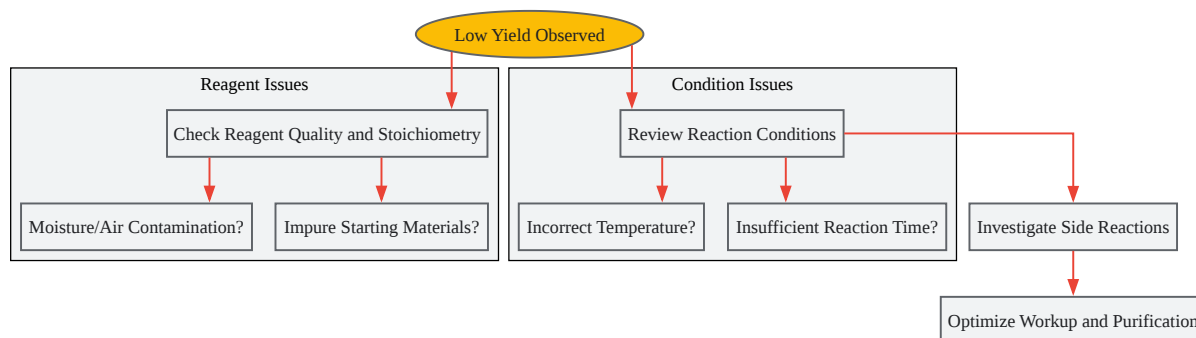 Low Yield Observed
Reagent Issues
Condition Issues
Check Reagent Quality and Stoichiometry
Review Reaction Conditions
Moisture/Air Contamination?
Impure Starting Materials?
Incorrect Temperature?
Insufficient Reaction Time?
Investigate Side Reactions
Optimize Workup and Purification